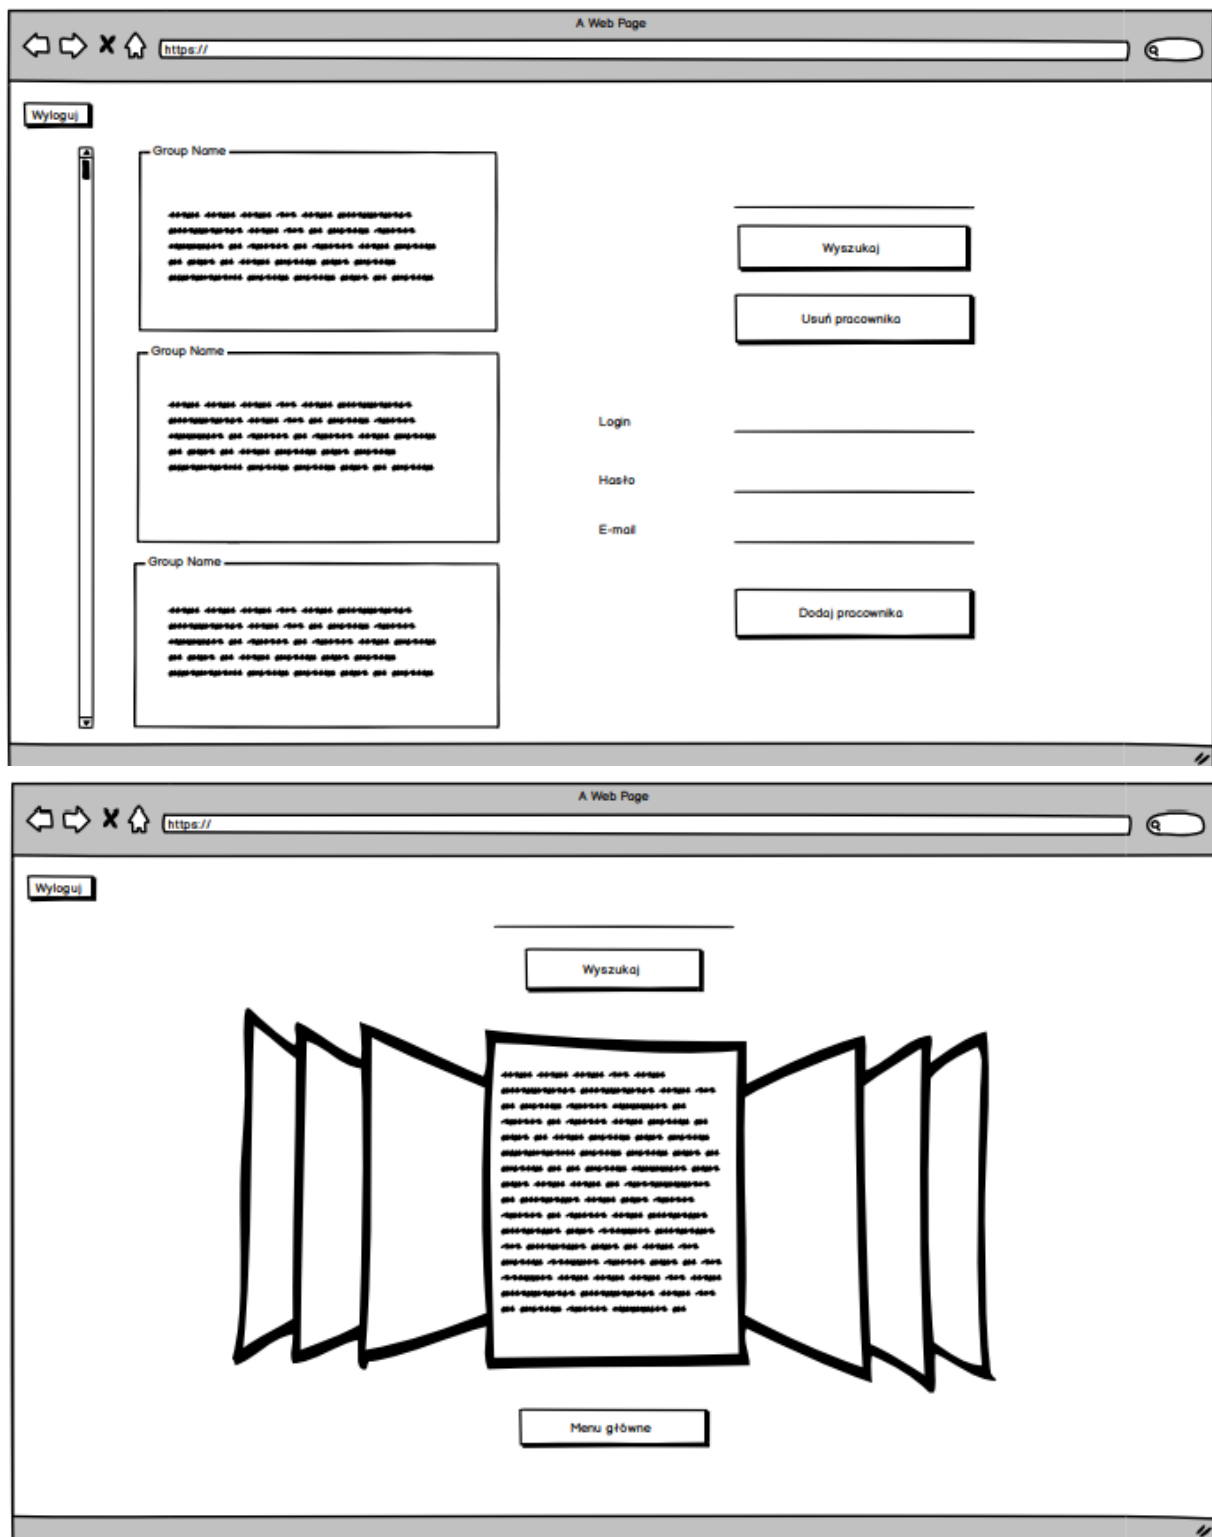 A Web Page
https://
Wyloguj
Group Name
Wyszukaj
Usuń pracownika
Group Name
Login
Hasło
E-mail
Group Name
Dodaj pracownika
A Web Page
https://
Wyloguj
Wyszukaj
Menu główne